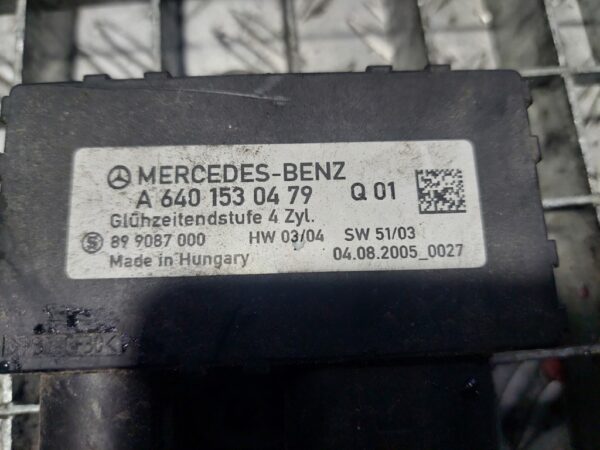 MERCEDES-BENZ
A 640 153 04 79 Q 01
Glühzeitendstufe 4 Zyl.
89 9087 000 HW 03/04 SW 51/03
Made in Hungary 04.08.2005_0027